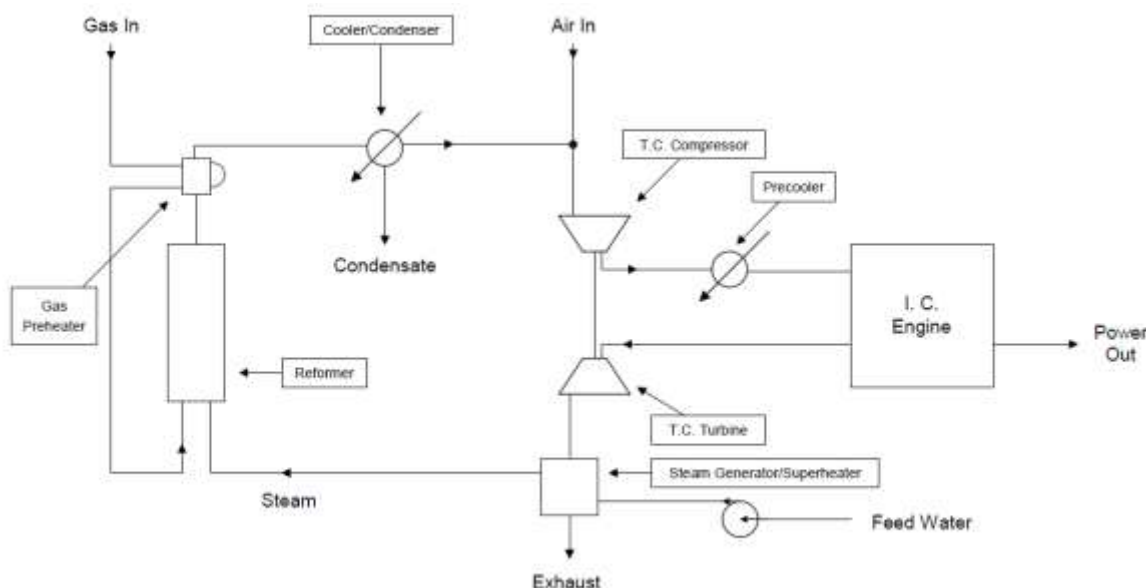 Gas In
Cooler/Condenser
Air In
T.C. Compressor
Precooler
Condensate
Gas
Preheater
I. C.
Engine
Power
Out
Reformer
T.C. Turbine
Steam Generator/Superheater
Steam
Feed Water
Exhaust